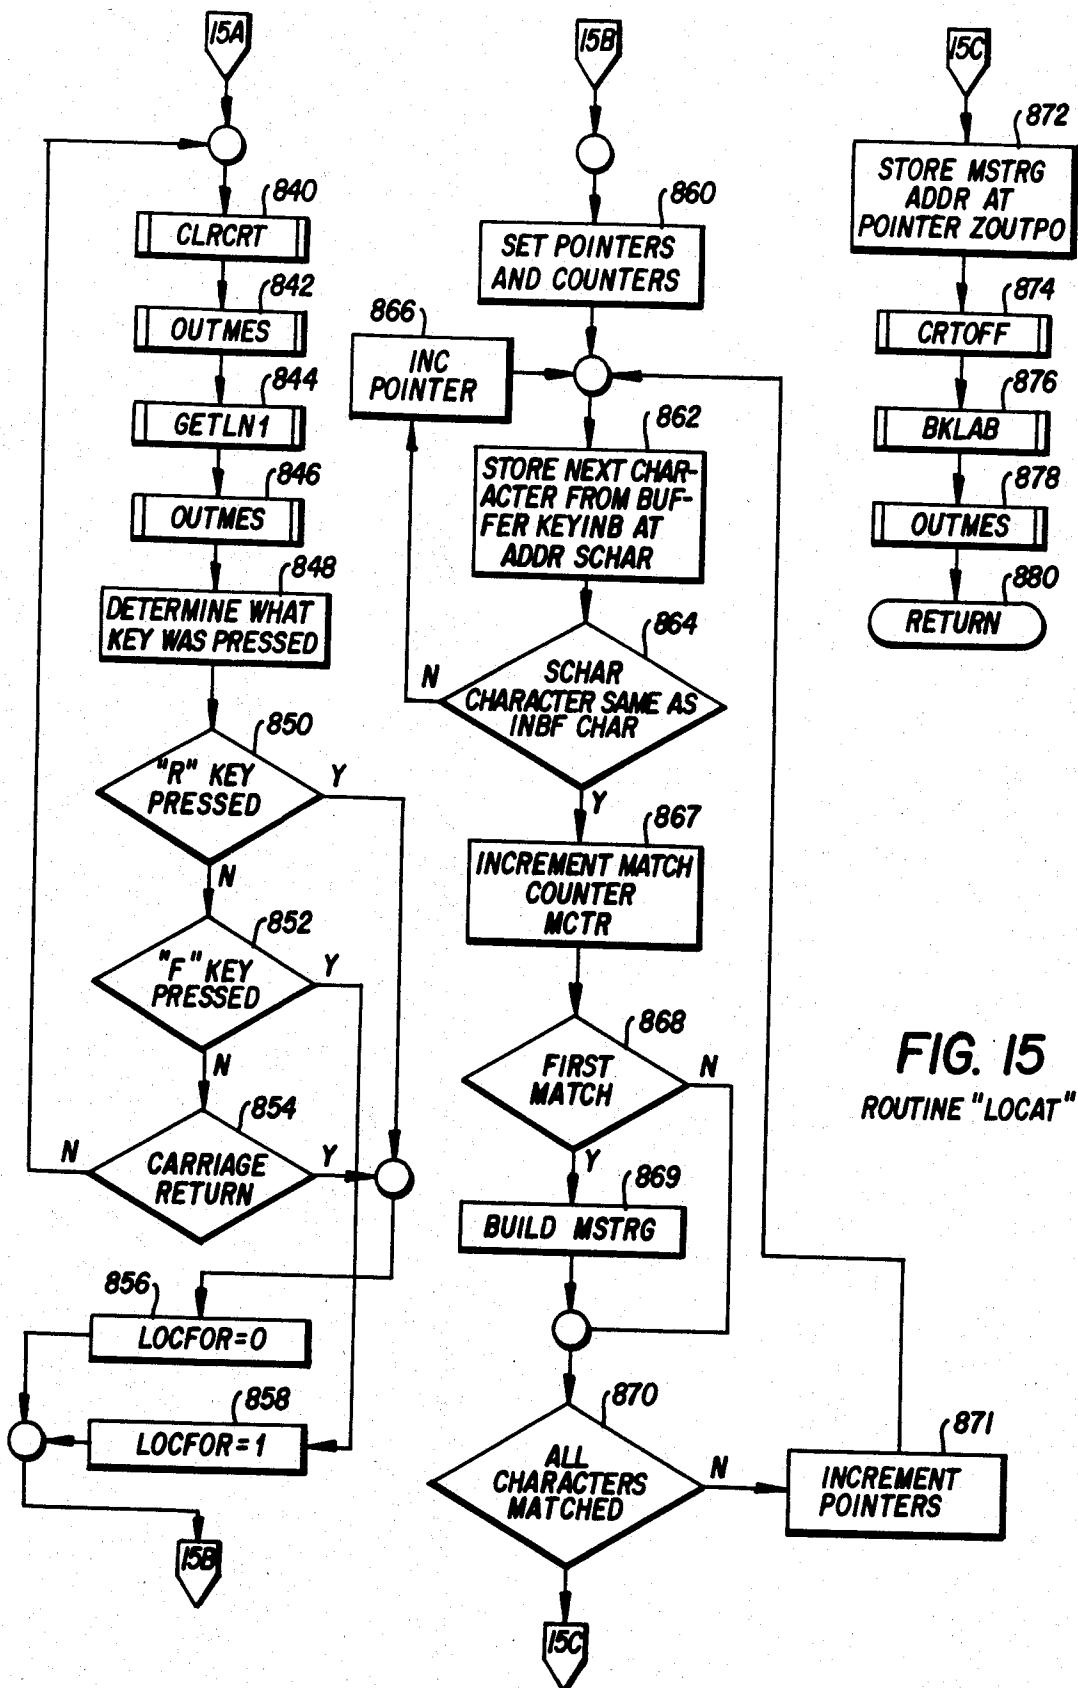 15A
840
CLRCRT
842
OUTMES
844
GETLN1
846
OUTMES
848
DETERMINE WHAT
KEY WAS PRESSED
850
"R" KEY
PRESSED
Y
N
852
"F" KEY
PRESSED
Y
N
854
CARRIAGE
RETURN
N
Y
856
LOCFOR=0
858
LOCFOR=1
15B
15B
860
SET POINTERS
AND COUNTERS
866
INC
POINTER
862
STORE NEXT CHAR-
ACTER FROM BUF-
FER KEYINB AT
ADDR SCHAR
864
SCHAR
CHARACTER SAME AS
INBF CHAR
N
Y
867
INCREMENT MATCH
COUNTER
MCTR
868
FIRST
MATCH
N
Y
869
BUILD MSTRG
870
ALL
CHARACTERS
MATCHED
N
871
INCREMENT
POINTERS
15C
15C
872
STORE MSTRG
ADDR AT
POINTER ZOUTPO
874
CRTOFF
876
BKLAB
878
OUTMES
880
RETURN
FIG. 15
ROUTINE "LOCAT"